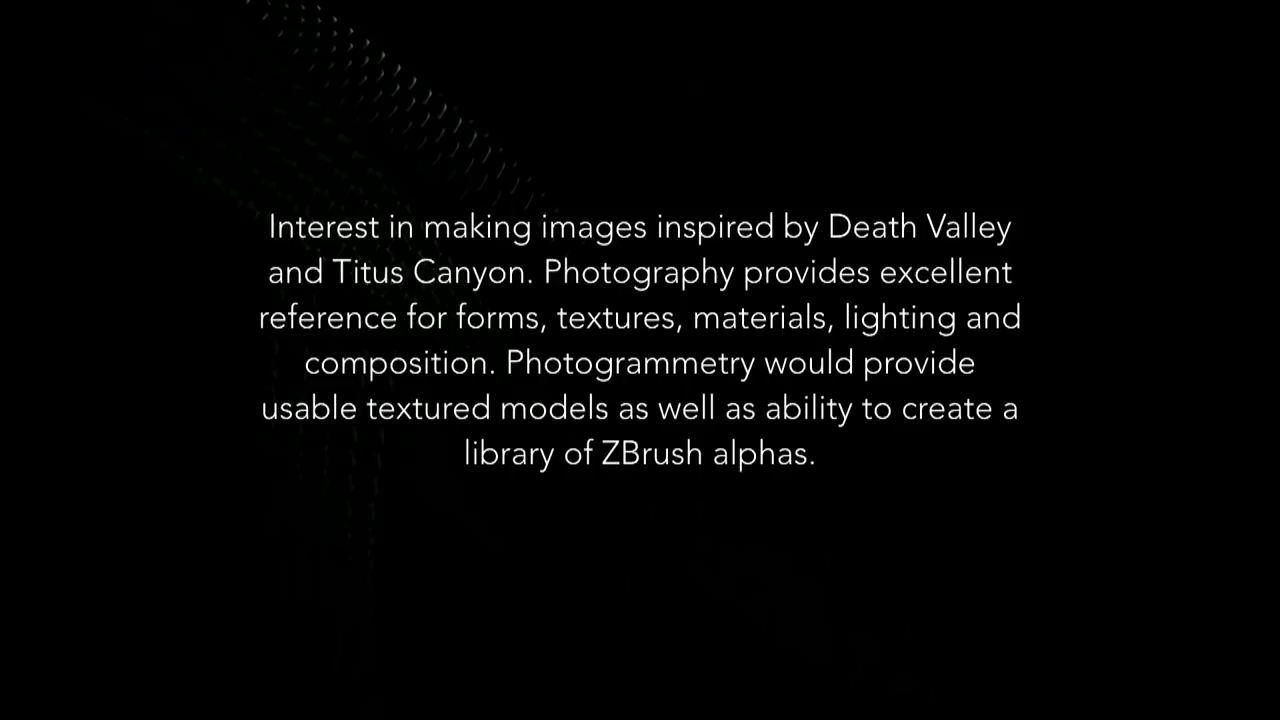 Interest in making images inspired by Death Valley
and Titus Canyon. Photography provides excellent
reference for forms, textures, materials, lighting and
composition. Photogrammetry would provide
usable textured models as well as ability to create a
library of ZBrush alphas.